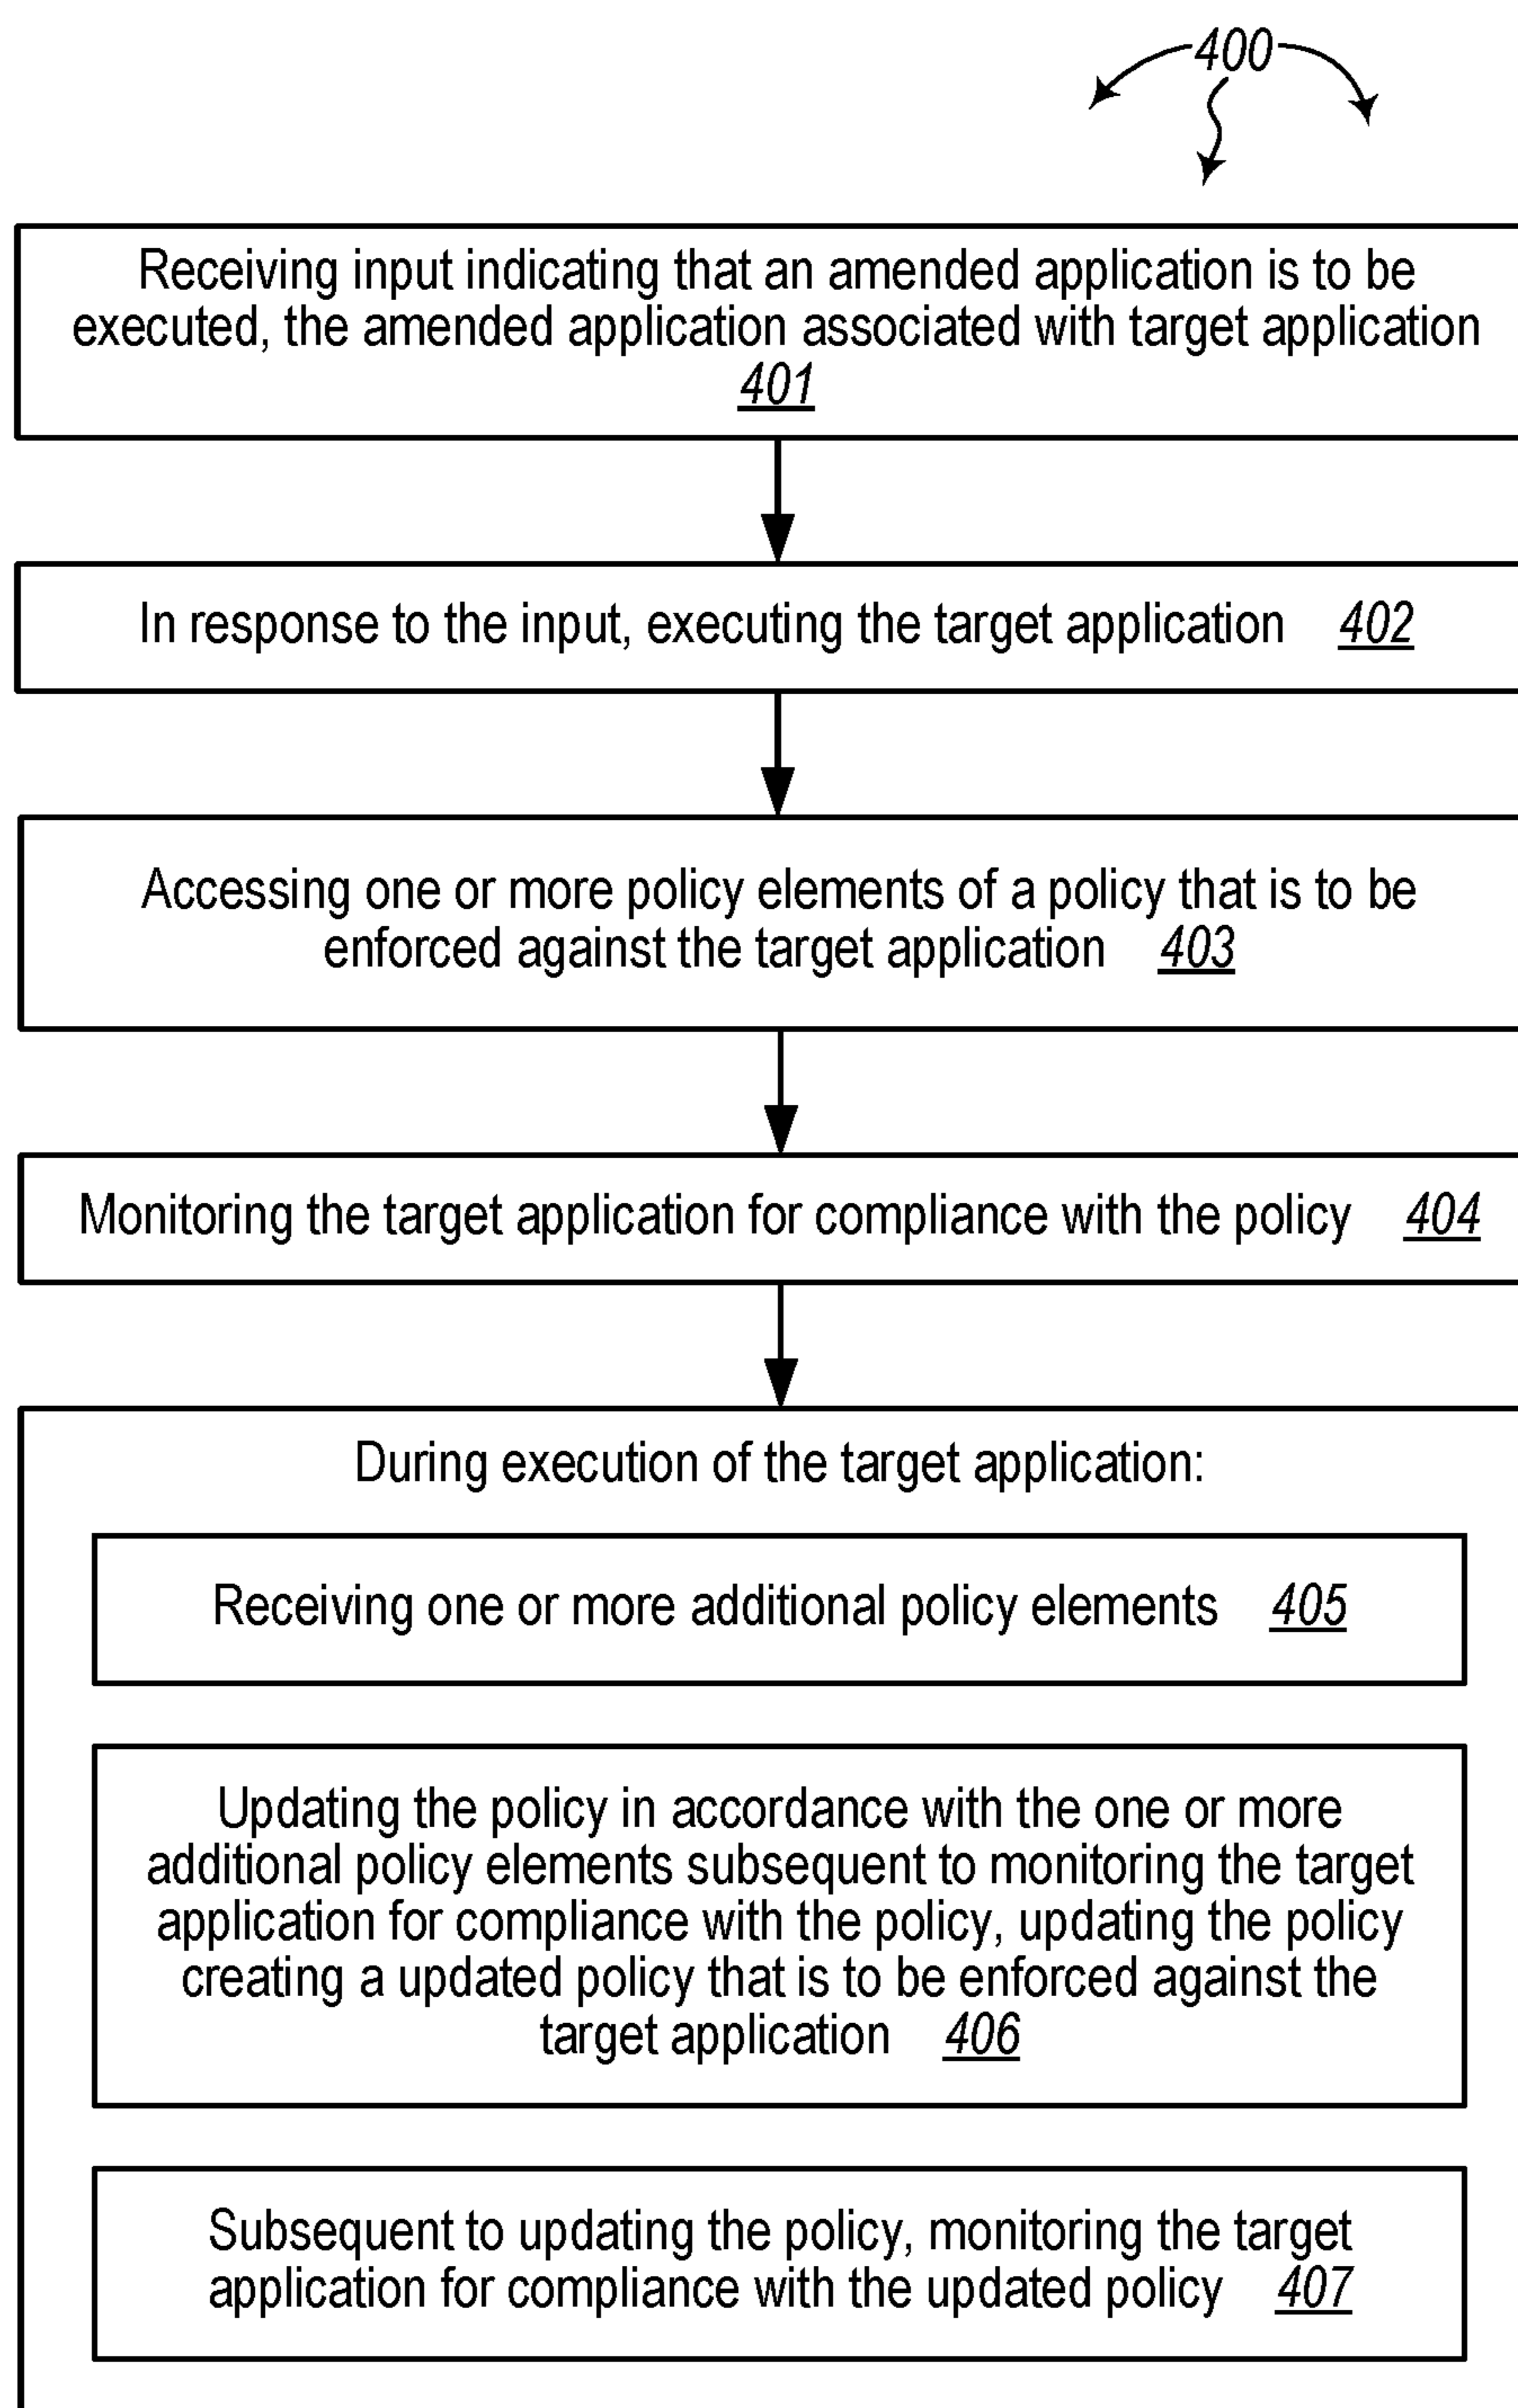 400
Receiving input indicating that an amended application is to be
executed, the amended application associated with target application
401
In response to the input, executing the target application 402
Accessing one or more policy elements of a policy that is to be
enforced against the target application 403
Monitoring the target application for compliance with the policy 404
During execution of the target application:
Receiving one or more additional policy elements 405
Updating the policy in accordance with the one or more
additional policy elements subsequent to monitoring the target
application for compliance with the policy, updating the policy
creating a updated policy that is to be enforced against the
target application 406
Subsequent to updating the policy, monitoring the target
application for compliance with the updated policy 407